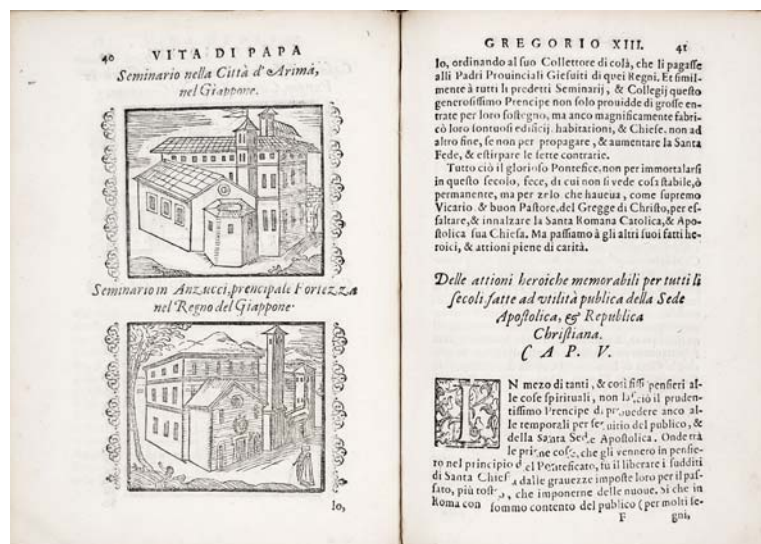 40 VITA DI PAPA
Seminario nella Città d'Arima,
nel Giappone.
Seminario in Anzucci, prencipale Fortezza
nel Regno del Giappone.
lo,
GREGORIO XIII. 41
lo, ordinando al suo Collettore di colà, che li pagasse
alli Padri Prouinciali Giesuiti di quei Regni. Et simil-
mente à tutti li predetti Seminarij, & Collegij questo
generosissimo Prencipe non solo prouidde di grosse en-
trate per loro sostegno, ma anco magnificamente fabri-
cò loro sontuosi edificij, habitationi, & Chiese. non ad
altro fine, se non per propagare, & aumentare la Santa
Fede, & estirpare le sette contrarie.
Tutto ciò il glorioso Pontefice, non per immortalarsi
in questo secolo, fece, di cui non si vede cosa stabile, ò
permanente, ma per zelo che haueua, come supremo
Vicario & buon Pastore, del Gregge di Christo, per es-
saltare, & innalzare la Santa Romana Catolica, & Apo-
stolica sua Chiesa. Ma passiamo à gli altri suoi fatti he-
roici, & attioni piene di carità.
Delle attioni heroiche memorabili per tutti li
secoli, fatte ad vtilità publica della Sede
Apostolica, & Republica
Christiana.
CAP. V.
IN mezo di tanti, & così fissi pensieri al-
le cose spirituali, non lasciò il pruden-
tissimo Prencipe di prouedere anco al-
le temporali per seruitio del publico, &
della Santa Sede Apostolica. Onde trà
le prime cose, che gli vennero in pensie-
ro nel principio del Ponteficato, fu il liberare i sudditi
di Santa Chiesa dalle grauezze imposte loro per il pas-
sato, più tosto, che imporne delle nuoue. Si che in
Roma con sommo contento del publico (per molti se-
F gni,